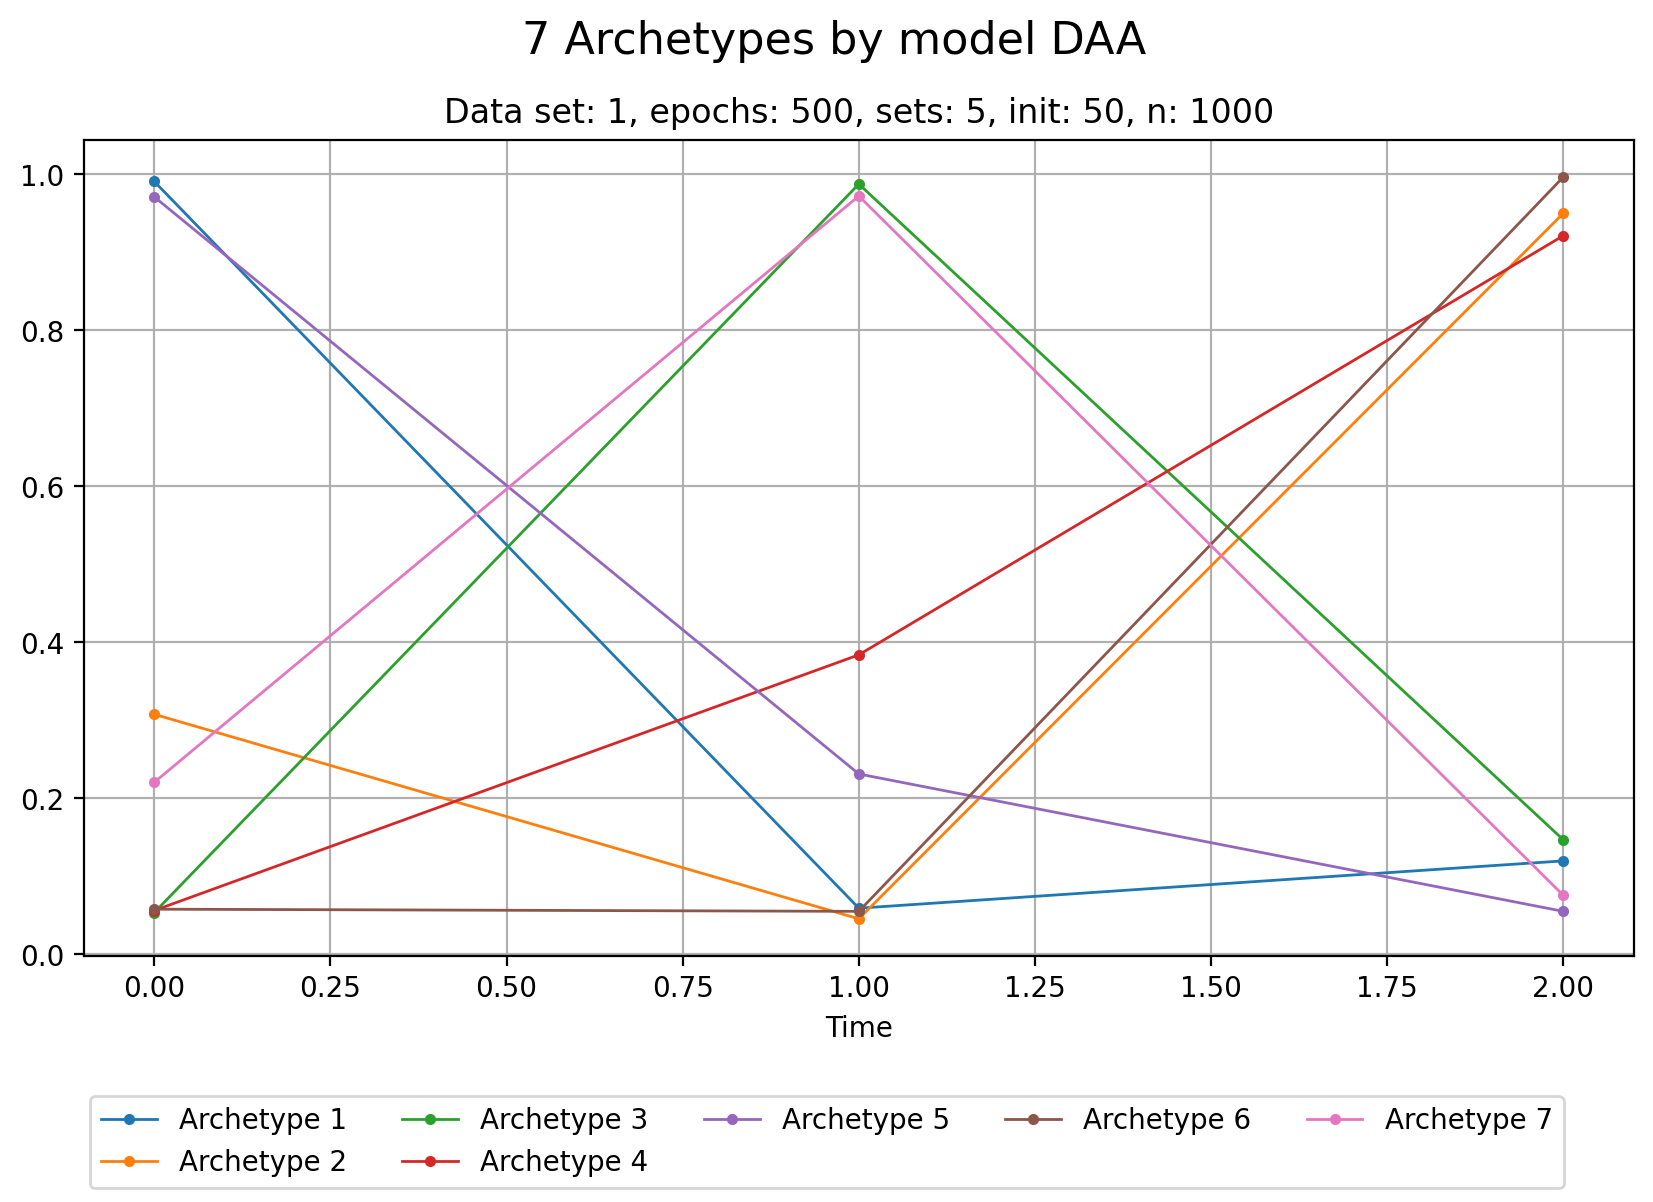 7 Archetypes by model DAA
Data set: 1, epochs: 500, sets: 5, init: 50, n: 1000
1.0
0.8
0.6
0.4
0.2
0.0
0.00 0.25 0.50 0.75 1.00 1.25 1.50 1.75 2.00
Time
Archetype 1 Archetype 3 Archetype 5 Archetype 6 Archetype 7
Archetype 2 Archetype 4